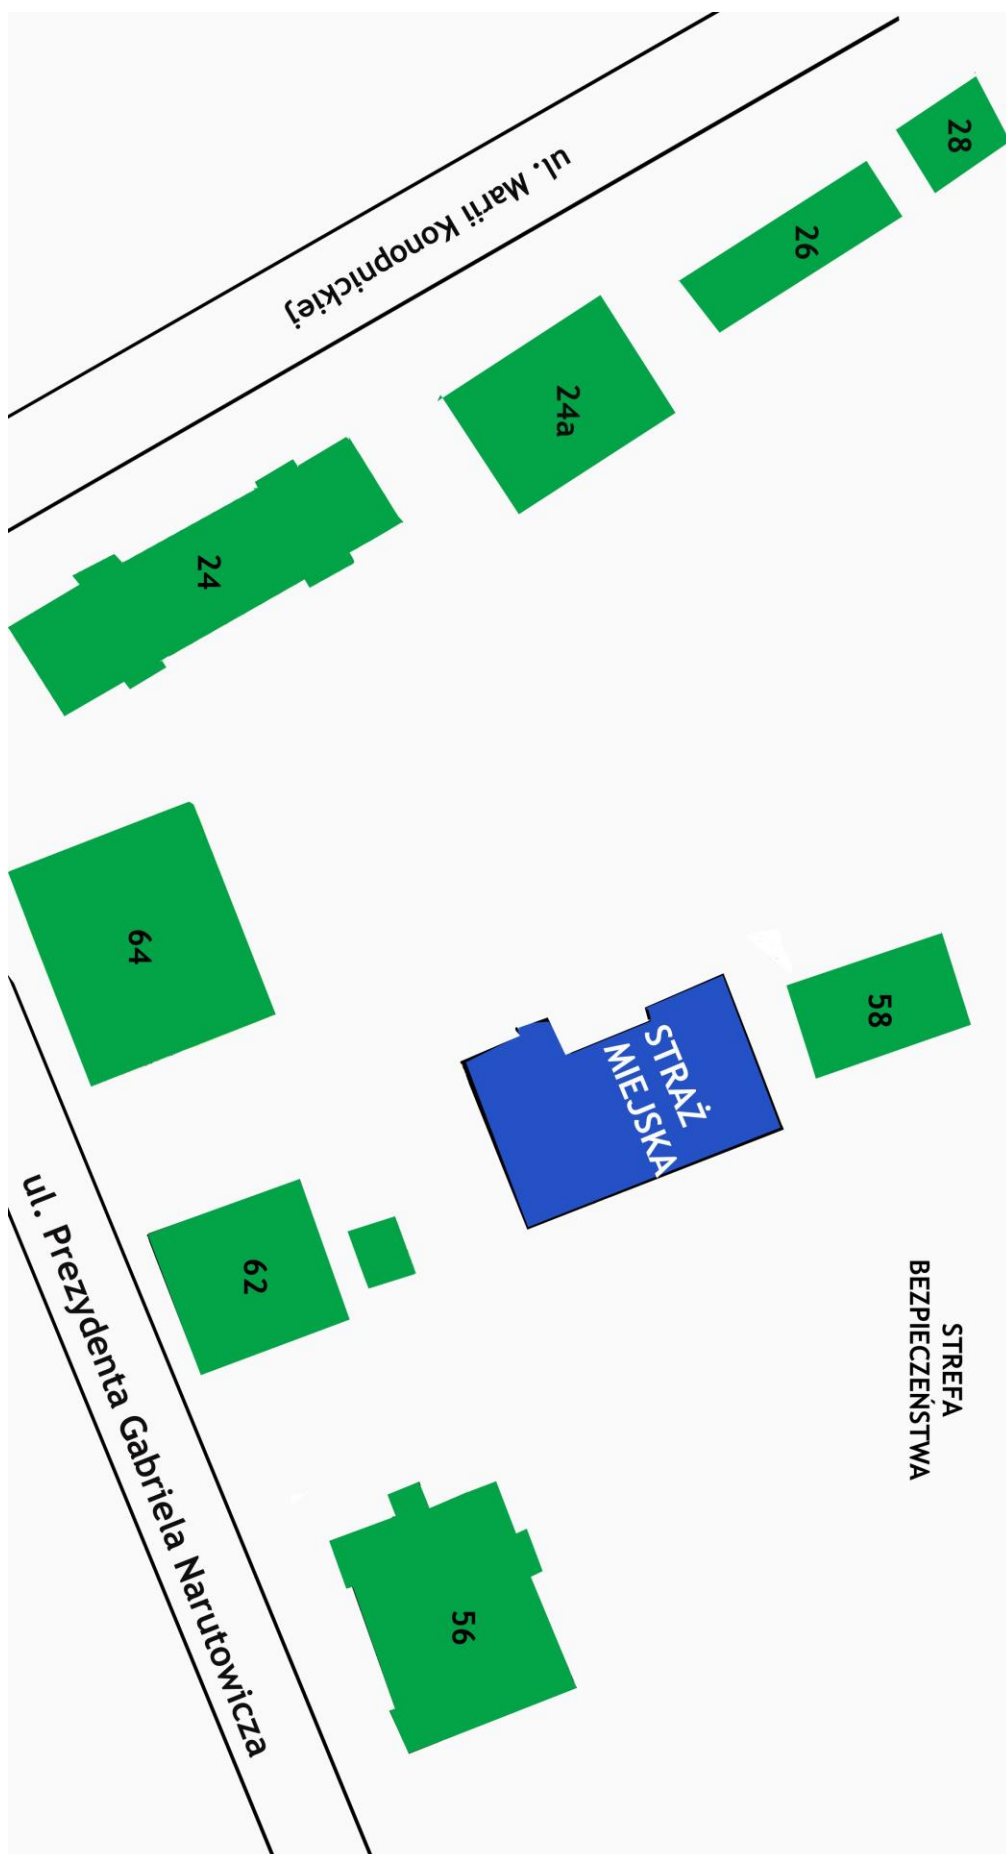 ul. Marii Konopnickiej
28
26
24a
24
64
58
STRAŻ
MIEJSKA
62
STREFA
BEZPIECZEŃSTWA
56
ul. Prezydenta Gabriela Narutowicza